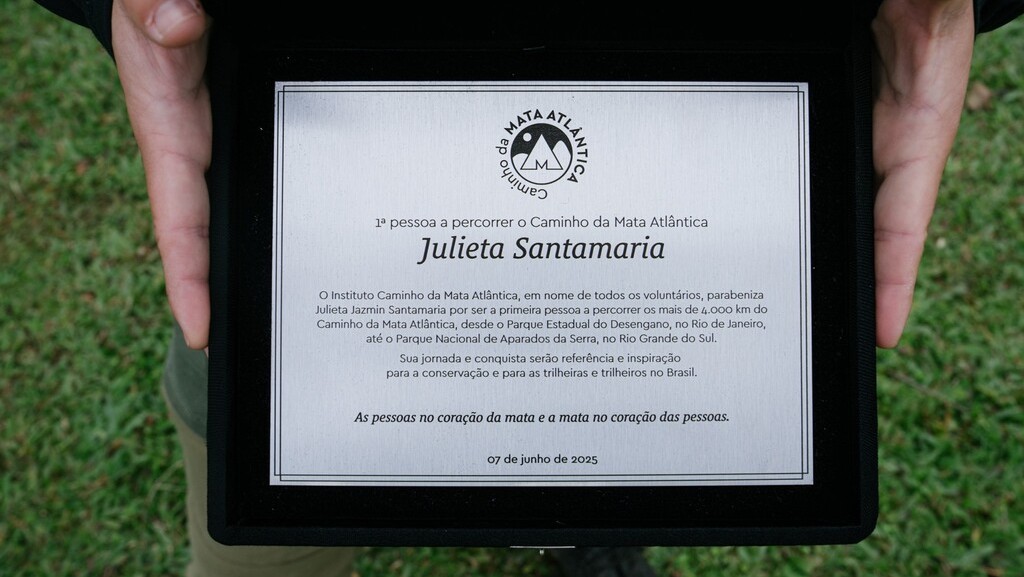 Caminho da MATA ATLÂNTICA
1ª pessoa a percorrer o Caminho da Mata Atlântica
Julieta Santamaria
O Instituto Caminho da Mata Atlântica, em nome de todos os voluntários, parabeniza
Julieta Jazmin Santamaria por ser a primeira pessoa a percorrer os mais de 4.000 km do
Caminho da Mata Atlântica, desde o Parque Estadual do Desengano, no Rio de Janeiro,
até o Parque Nacional de Aparados da Serra, no Rio Grande do Sul.
Sua jornada e conquista serão referência e inspiração
para a conservação e para as trilheiras e trilheiros no Brasil.
As pessoas no coração da mata e a mata no coração das pessoas.
07 de junho de 2025